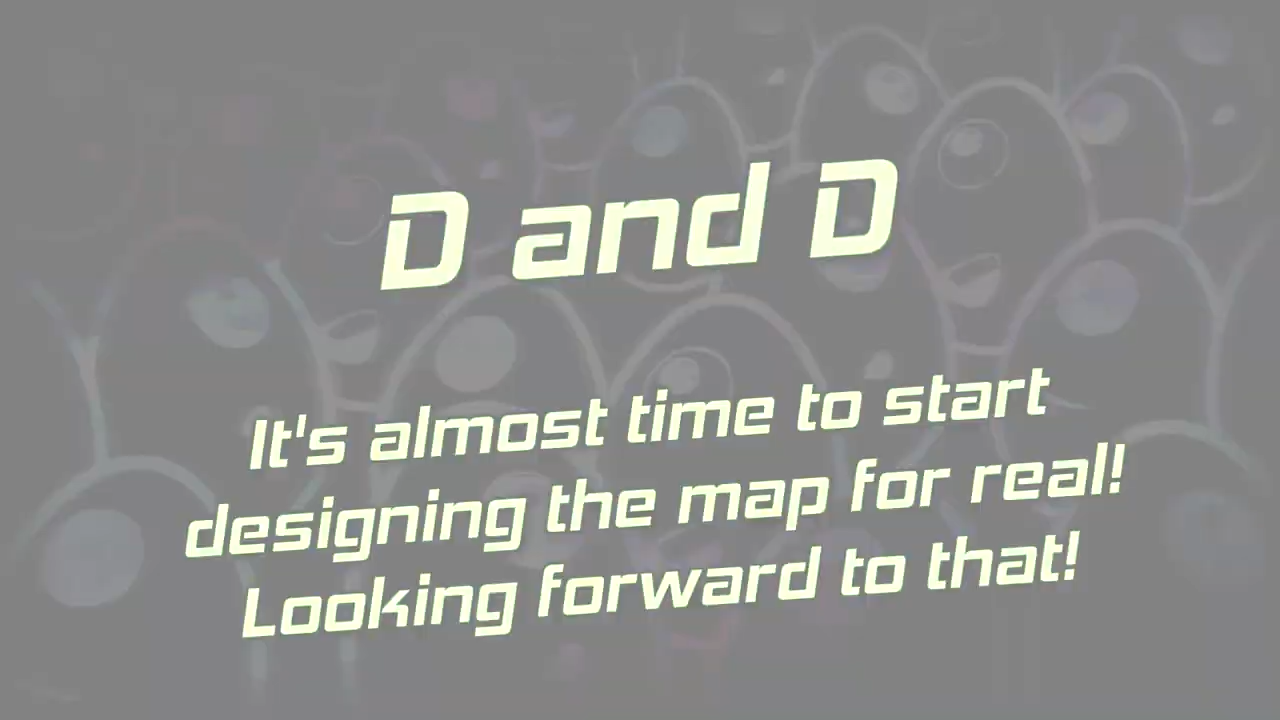 D and D
It's almost time to start
designing the map for real!
Looking forward to that!